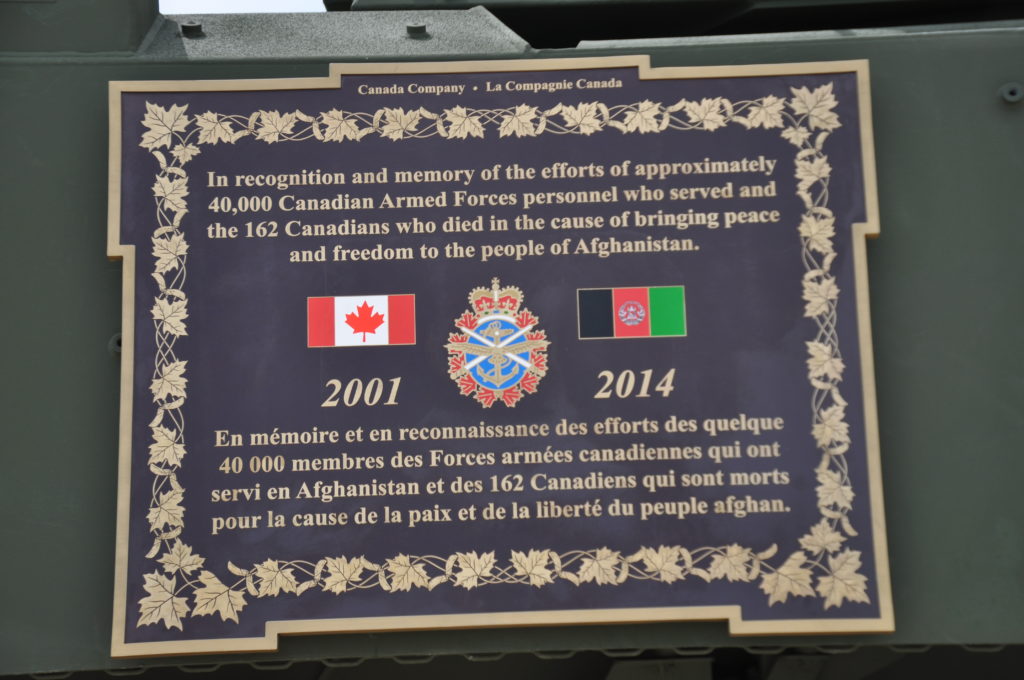 Canada Company • La Compagnie Canada
In recognition and memory of the efforts of approximately
40,000 Canadian Armed Forces personnel who served and
the 162 Canadians who died in the cause of bringing peace
and freedom to the people of Afghanistan.
2001 2014
En mémoire et en reconnaissance des efforts des quelque
40 000 membres des Forces armées canadiennes qui ont
servi en Afghanistan et des 162 Canadiens qui sont morts
pour la cause de la paix et de la liberté du peuple afghan.